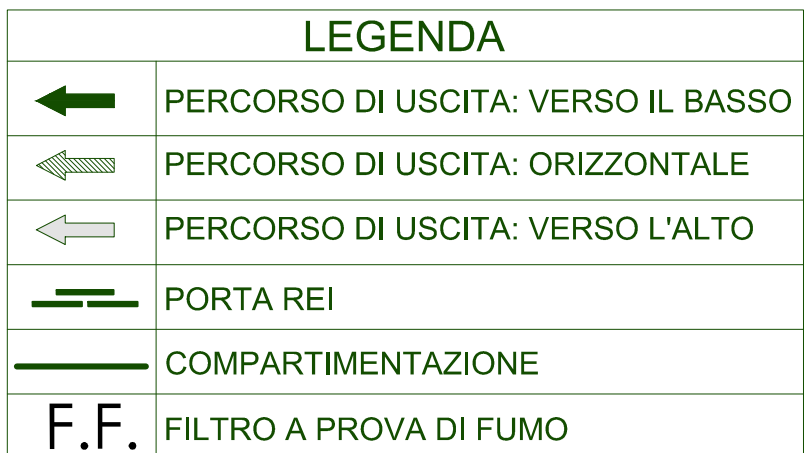 LEGENDA
PERCORSO DI USCITA: VERSO IL BASSO
PERCORSO DI USCITA: ORIZZONTALE
PERCORSO DI USCITA: VERSO L'ALTO
PORTA REI
COMPARTIMENTAZIONE
F.F. FILTRO A PROVA DI FUMO